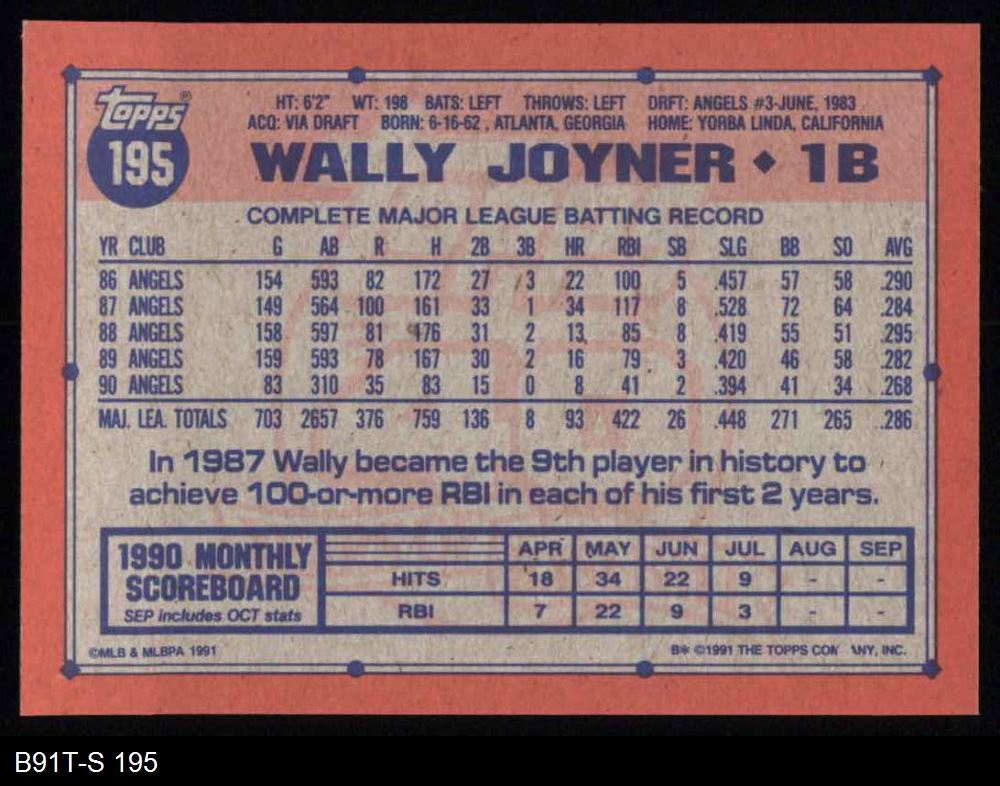 Topps®
195
HT: 6'2" WT: 198 BATS: LEFT THROWS: LEFT DRFT: ANGELS #3-JUNE, 1983
ACQ: VIA DRAFT BORN: 6-16-62 , ATLANTA, GEORGIA HOME: YORBA LINDA, CALIFORNIA
WALLY JOYNER ◆ 1B
COMPLETE MAJOR LEAGUE BATTING RECORD
YR CLUB G AB R H 2B 3B HR RBI SB SLG BB SO AVG
86 ANGELS 154 593 82 172 27 3 22 100 5 .457 57 58 .290
87 ANGELS 149 564 100 161 33 1 34 117 8 .528 72 64 .284
88 ANGELS 158 597 81 176 31 2 13 85 8 .419 55 51 .295
89 ANGELS 159 593 78 167 30 2 16 79 3 .420 46 58 .282
90 ANGELS 83 310 35 83 15 0 8 41 2 .394 41 34 .268
MAJ. LEA. TOTALS 703 2657 376 759 136 8 93 422 26 .448 271 265 .286
In 1987 Wally became the 9th player in history to
achieve 100-or-more RBI in each of his first 2 years.
1990 MONTHLY
SCOREBOARD
SEP includes OCT stats
APR MAY JUN JUL AUG SEP
HITS 18 34 22 9 - -
RBI 7 22 9 3 - -
©MLB & MLBPA 1991
B* ©1991 THE TOPPS COMPANY, INC.
B91T-S 195